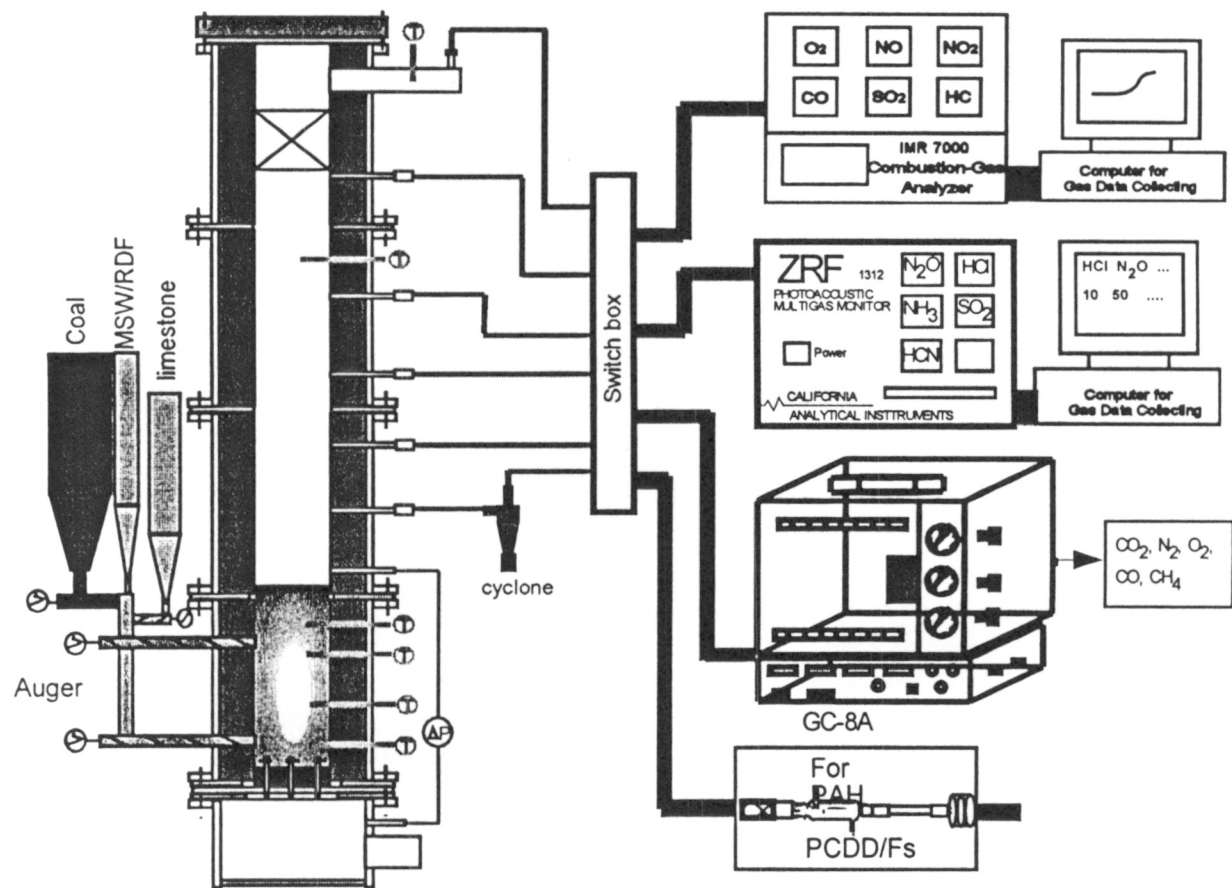 Coal
MSW/RDF
limestone
Auger
T
T
T
T
T
T
ΔP
cyclone
Switch box
O2 NO NO2
CO SO2 HC
IMR 7000
Combustion-Gas
Analyzer
Computer for
Gas Data Collecting
ZRF 1312
PHOTOACOUSTIC
MULTIGAS MONITOR
N2O HCl
NH3 SO2
HCN
Power
CALIFORNIA
ANALYTICAL INSTTRUMENTS
HCl N2O ...
10 50 ....
Computer for
Gas Data Collecting
GC-8A
CO2, N2, O2,
CO, CH4
For
PAH
PCDD/Fs